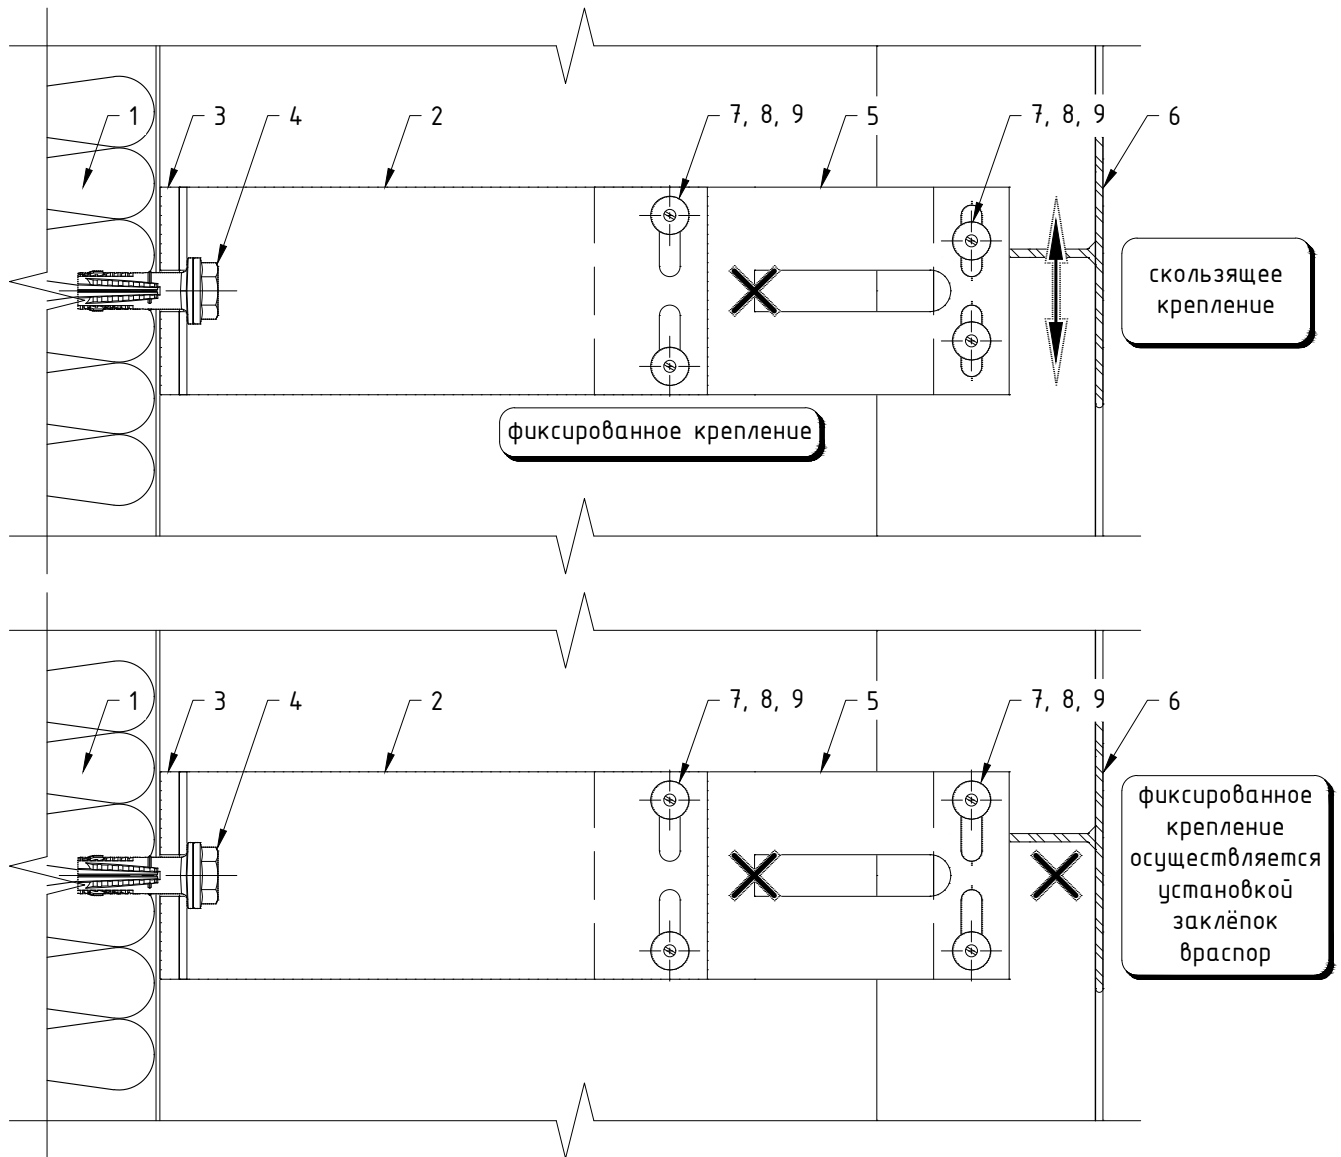 1
3
4
2
7, 8, 9
5
7, 8, 9
6
скользящее
крепление
фиксированное крепление
1
3
4
2
7, 8, 9
5
7, 8, 9
6
фиксированное
крепление
осуществляется
установкой
заклёпок
враспор